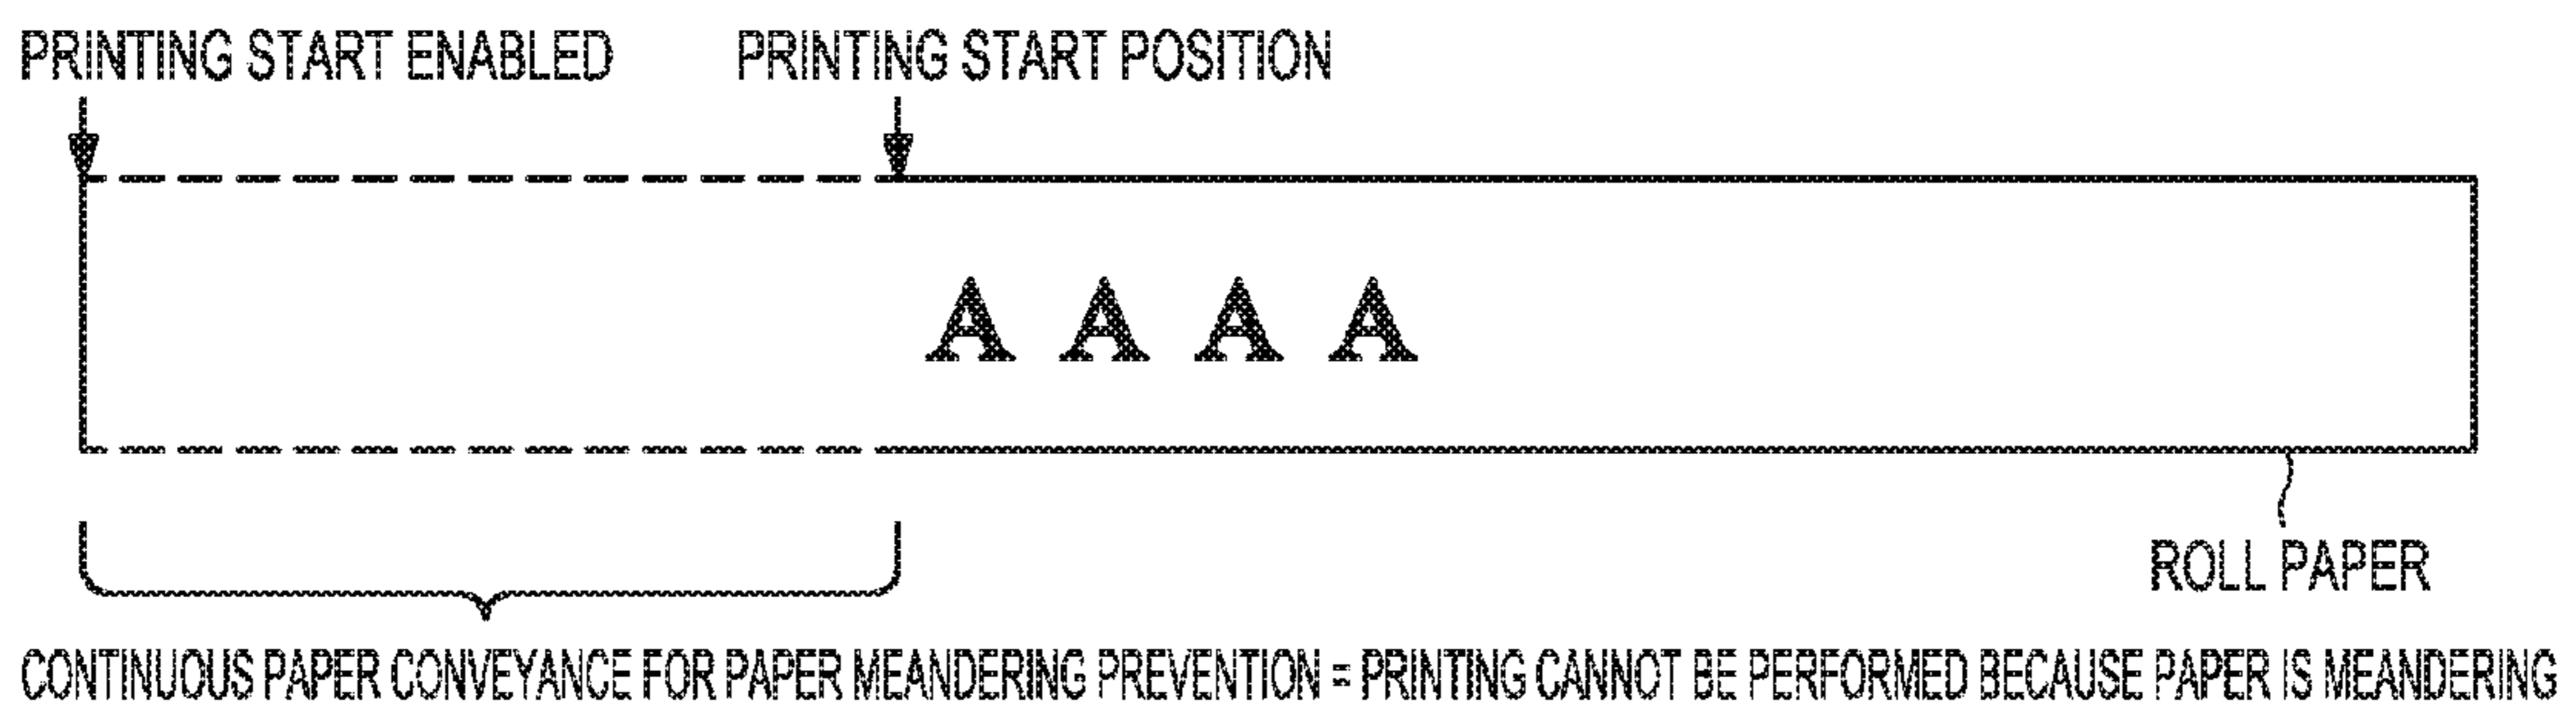 PRINTING START ENABLED PRINTING START POSITION
A A A A
ROLL PAPER
CONTINUOUS PAPER CONVEYANCE FOR PAPER MEANDERING PREVENTION = PRINTING CANNOT BE PERFORMED BECAUSE PAPER IS MEANDERING